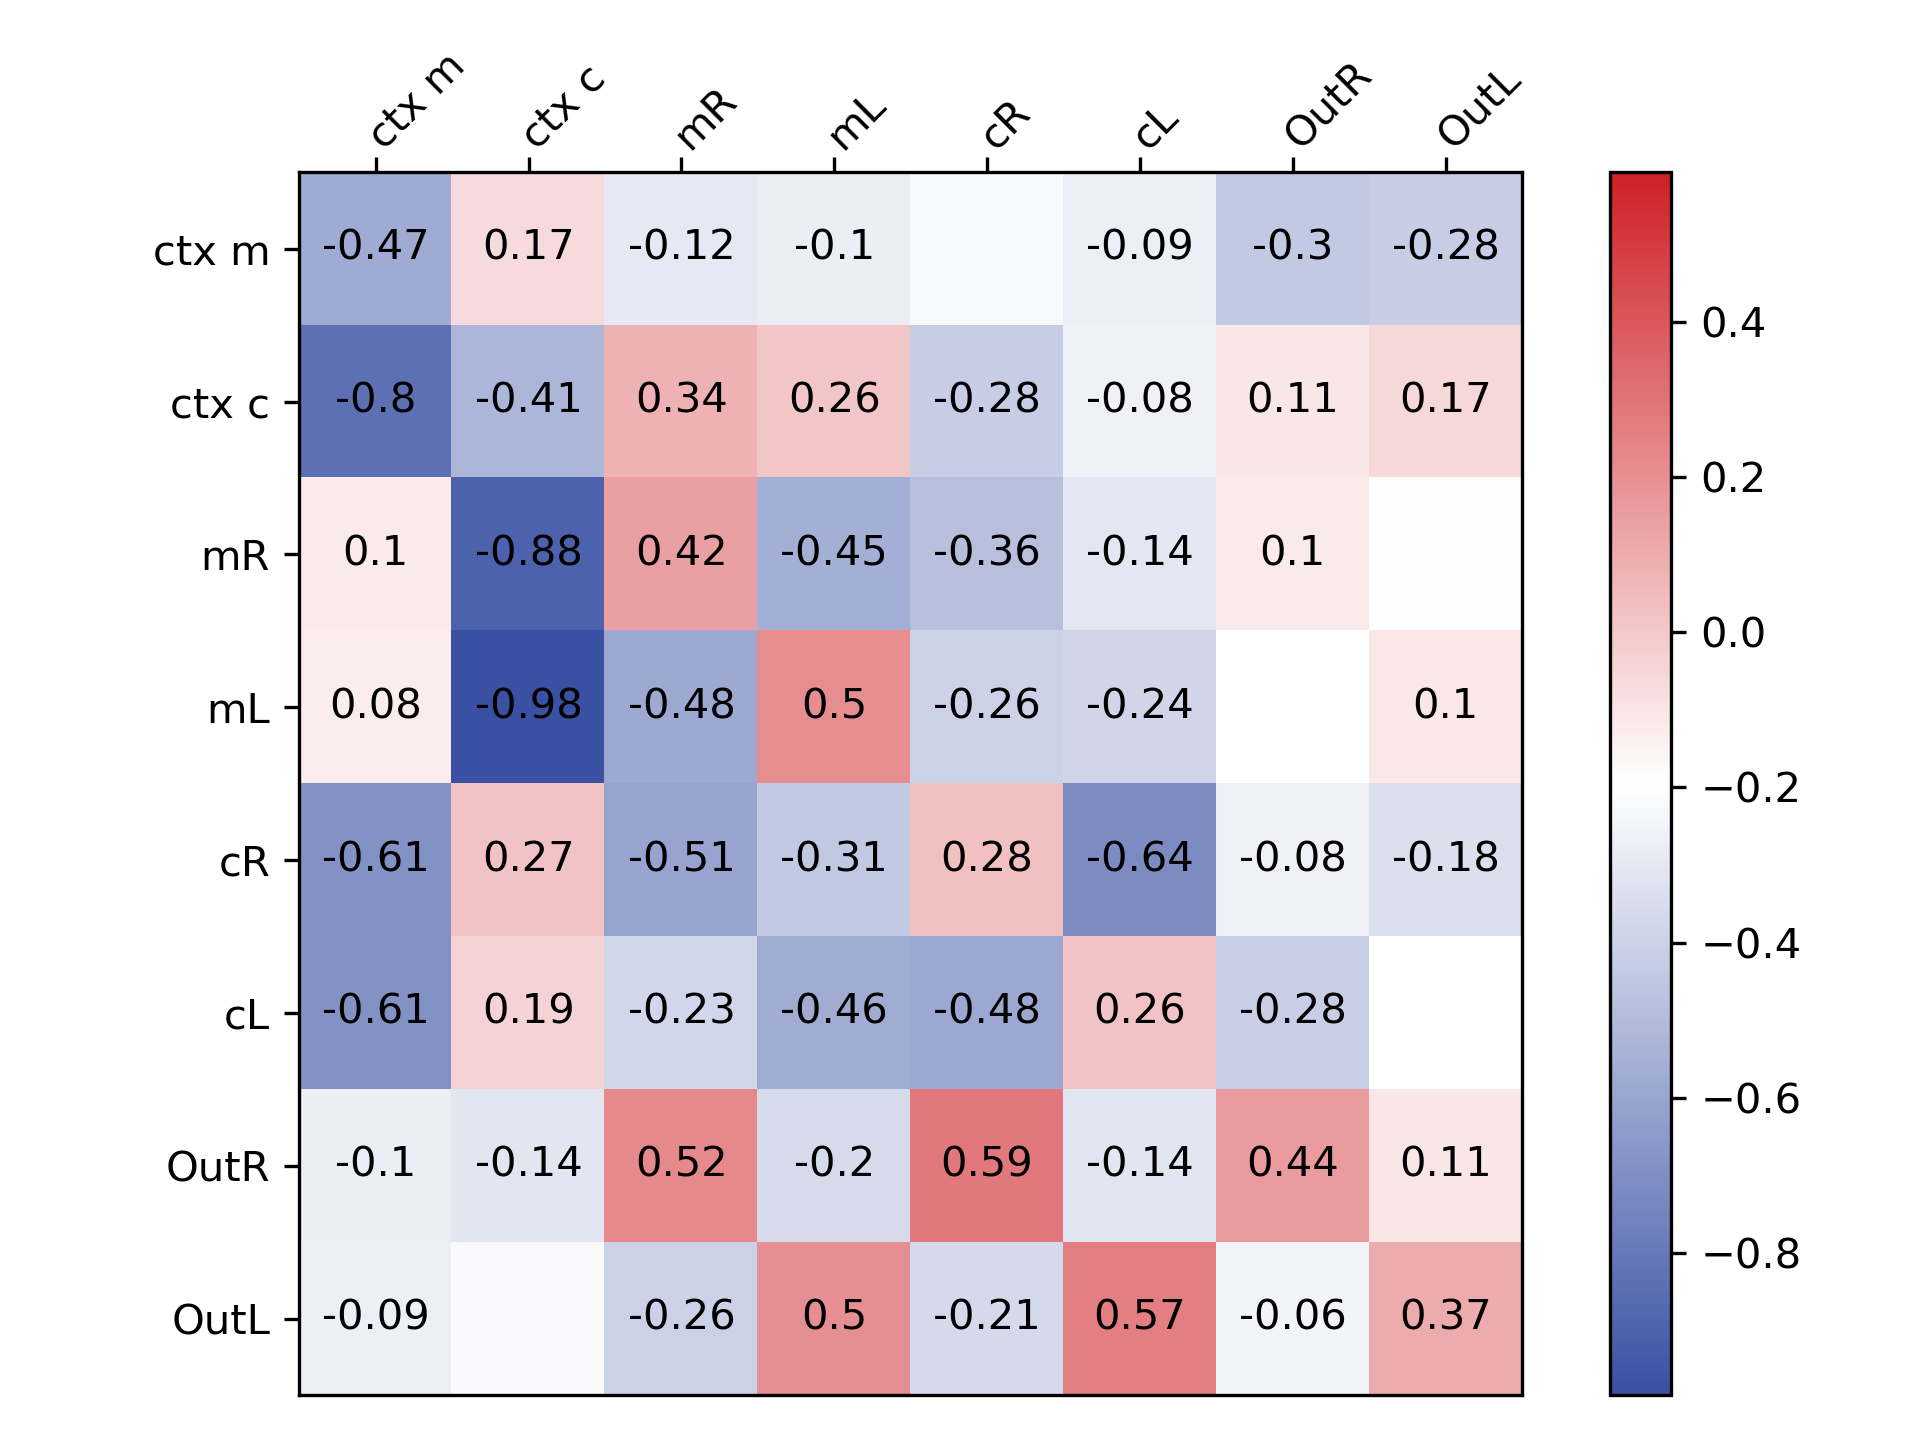 ctx m ctx c mR mL cR cL OutR OutL
ctx m -0.47 0.17 -0.12 -0.1 -0.09 -0.3 -0.28
ctx c -0.8 -0.41 0.34 0.26 -0.28 -0.08 0.11 0.17
mR 0.1 -0.88 0.42 -0.45 -0.36 -0.14 0.1
mL 0.08 -0.98 -0.48 0.5 -0.26 -0.24 0.1
cR -0.61 0.27 -0.51 -0.31 0.28 -0.64 -0.08 -0.18
cL -0.61 0.19 -0.23 -0.46 -0.48 0.26 -0.28
OutR -0.1 -0.14 0.52 -0.2 0.59 -0.14 0.44 0.11
OutL -0.09 -0.26 0.5 -0.21 0.57 -0.06 0.37
0.4
0.2
0.0
−0.2
−0.4
−0.6
−0.8